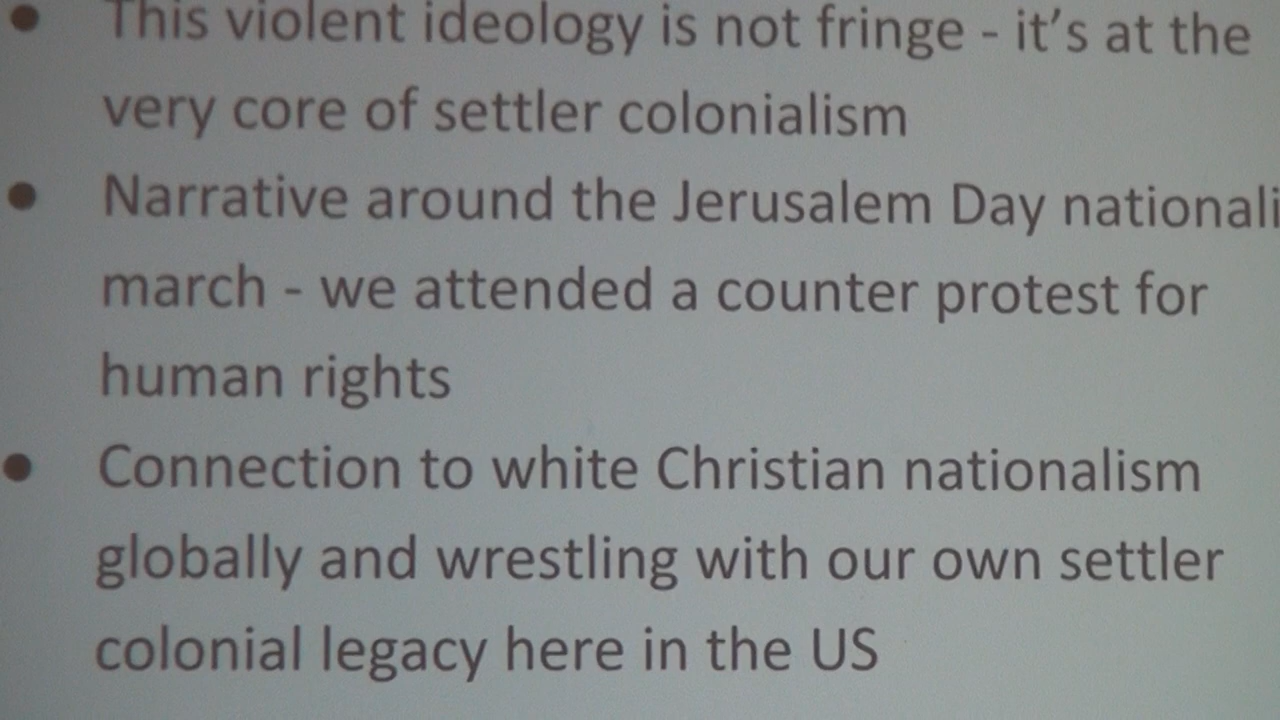 • This violent ideology is not fringe - it's at the
very core of settler colonialism
• Narrative around the Jerusalem Day nationali
march - we attended a counter protest for
human rights
• Connection to white Christian nationalism
globally and wrestling with our own settler
colonial legacy here in the US